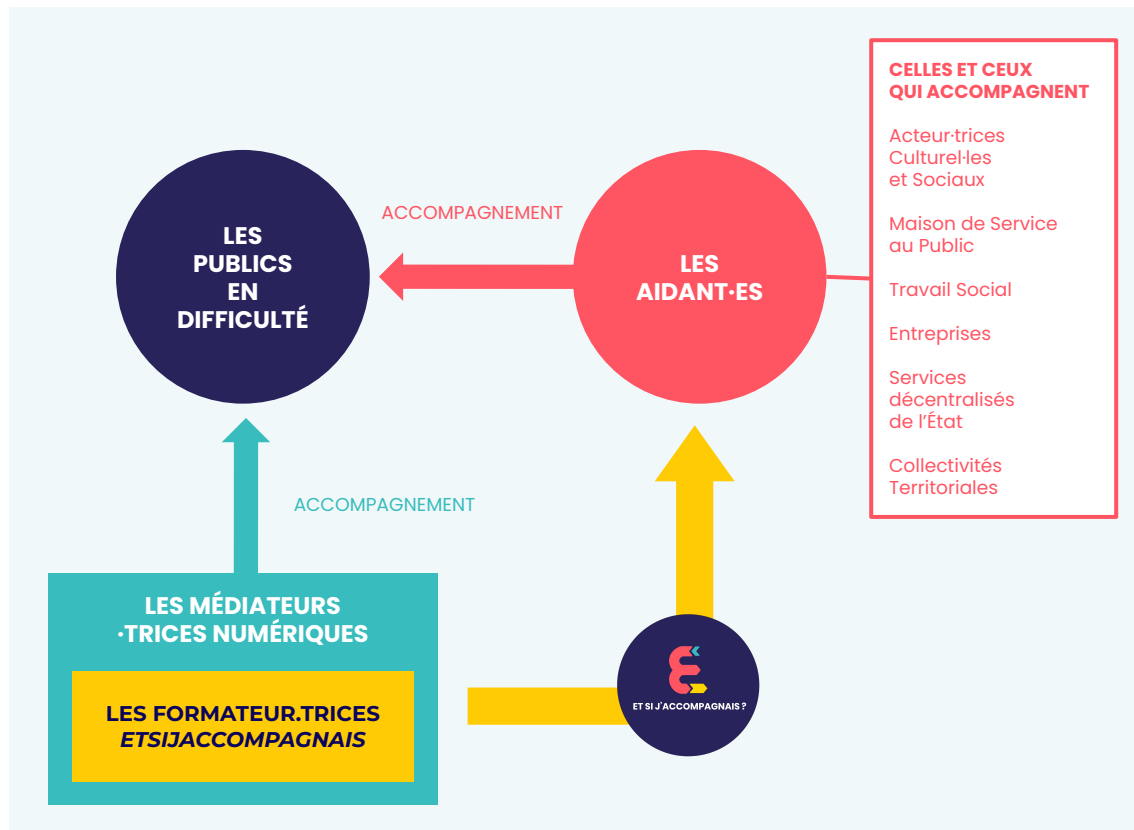 CELLES ET CEUX
QUI ACCOMPAGNENT
Acteur·trices
Culturel·les
et Sociaux
Maison de Service
au Public
Travail Social
Entreprises
Services
décentralisés
de l'État
Collectivités
Territoriales
ACCOMPAGNEMENT
LES
PUBLICS
EN
DIFFICULTÉ
LES
AIDANT·ES
ACCOMPAGNEMENT
LES MÉDIATEURS
·TRICES NUMÉRIQUES
LES FORMATEUR.TRICES
ETSIJACCOMPAGNAIS
ET SI J'ACCOMPAGNAIS ?